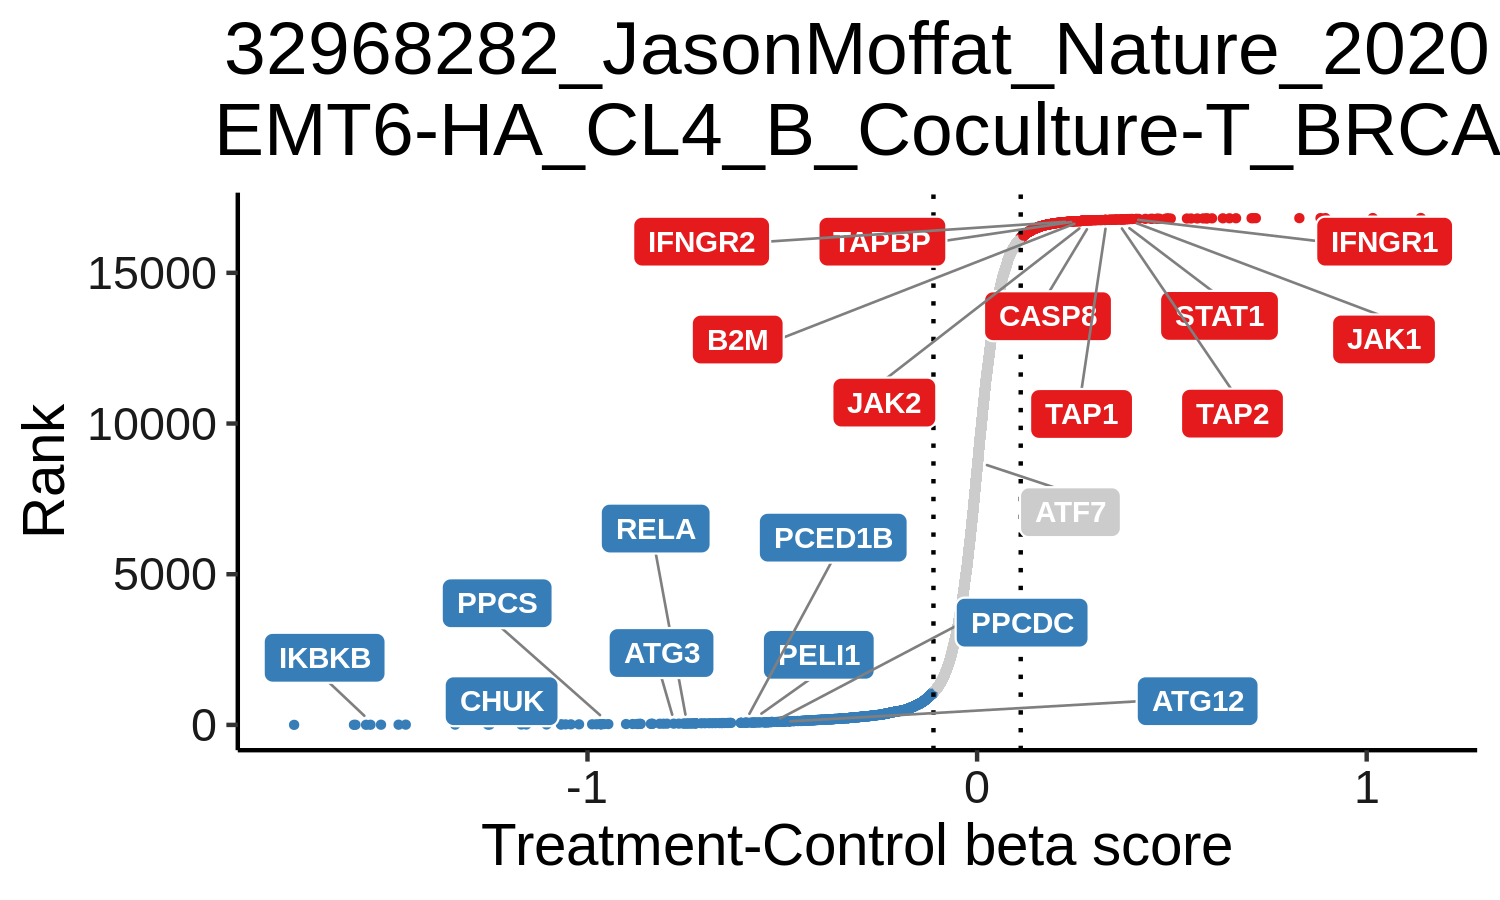 32968282_JasonMoffat_Nature_2020
EMT6-HA_CL4_B_Coculture-T_BRCA
Rank
15000
10000
5000
0
IFNGR2
TAPBP
IFNGR1
B2M
CASP8
STAT1
JAK1
JAK2
TAP1
TAP2
ATF7
RELA
PCED1B
PPCS
PPCDC
IKBKB
ATG3
PELI1
CHUK
ATG12
-1
0
1
Treatment-Control beta score